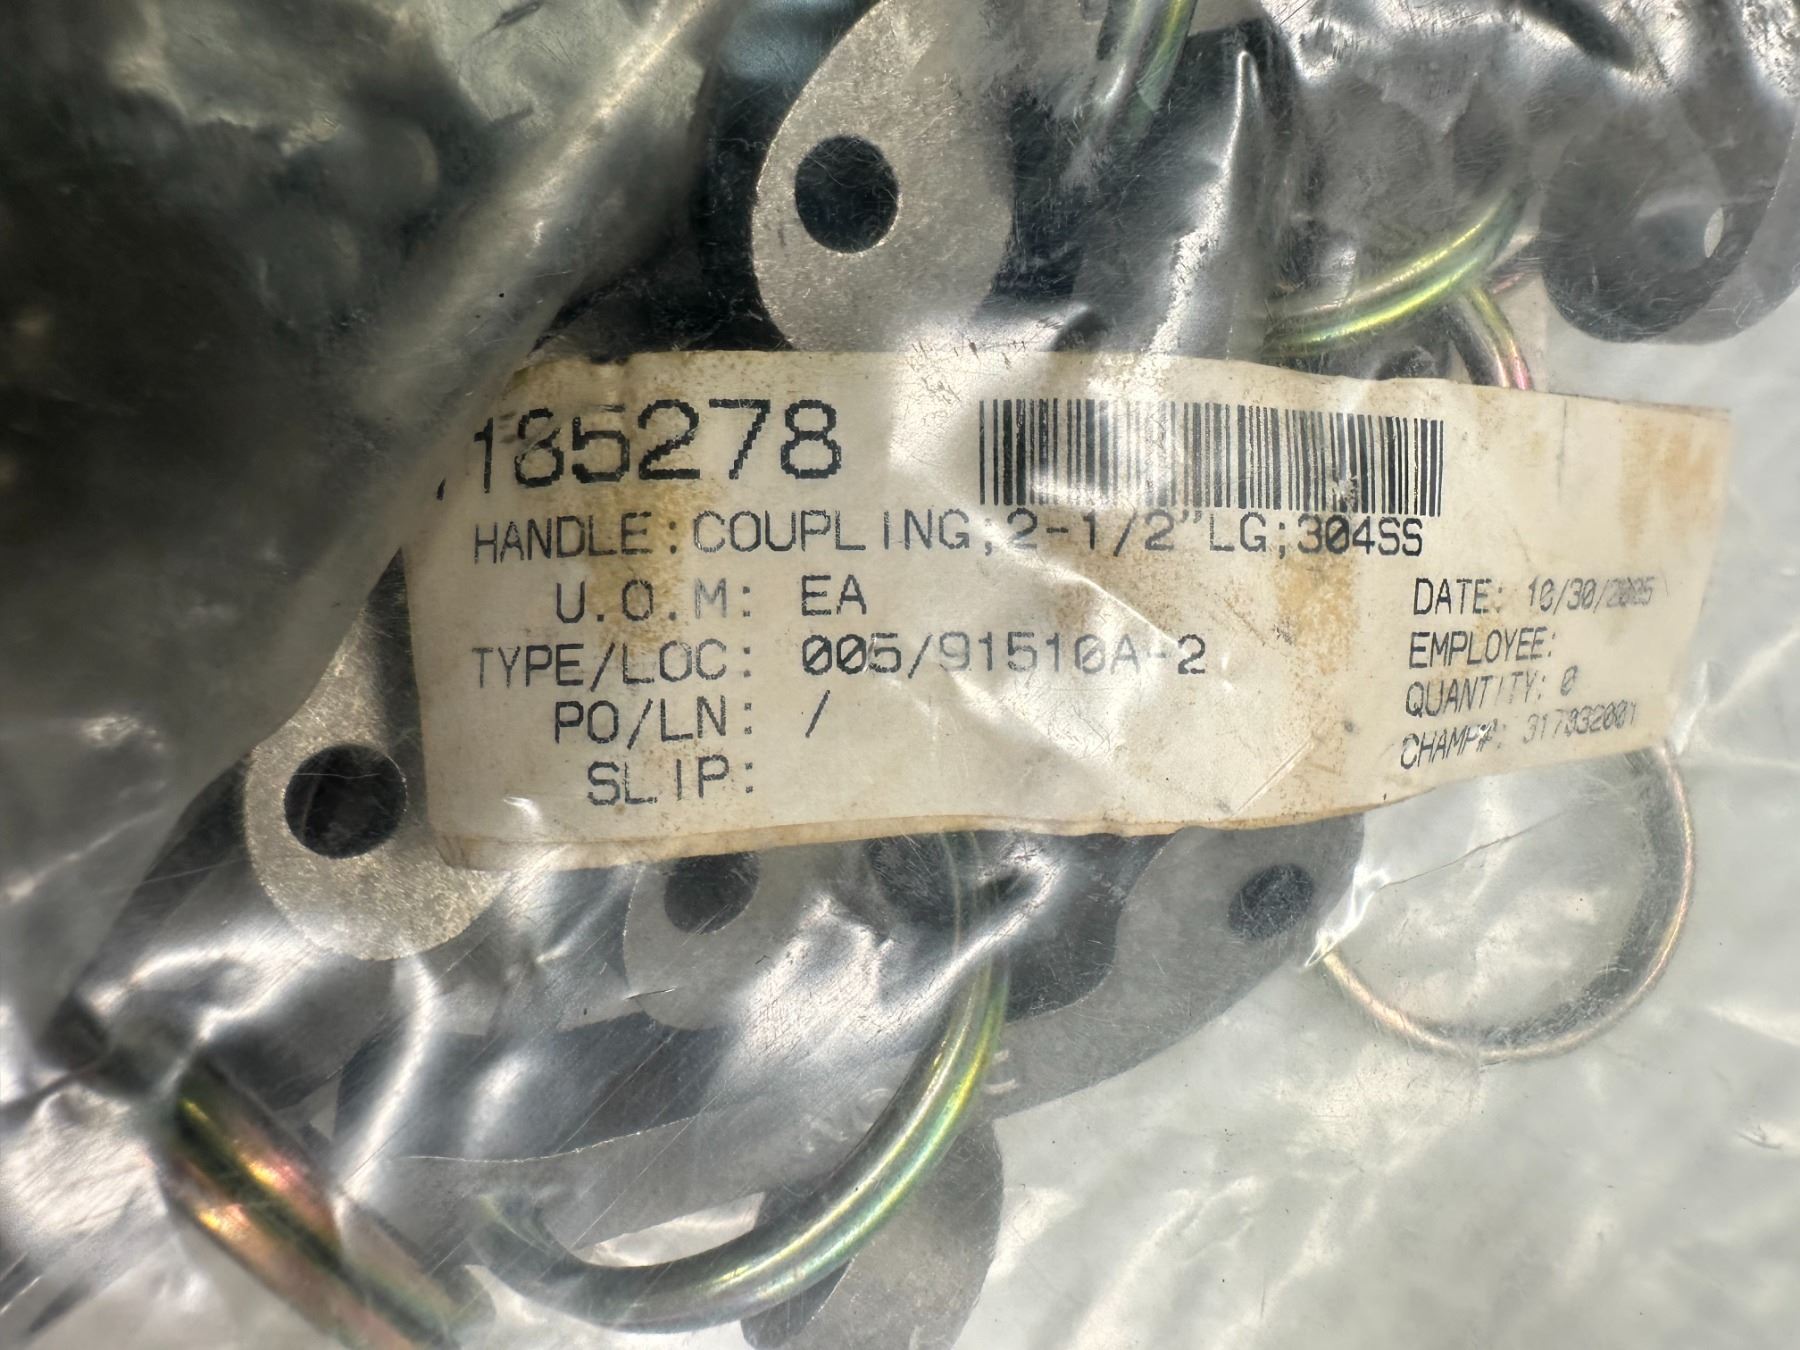 185278
HANDLE:COUPLING;2-1/2"LG;304SS
U.O.M: EA
TYPE/LOC: 005/91510A-2
PO/LN: /
SLIP:
DATE: 10/30/2005
EMPLOYEE:
QUANTITY: 0
CHAMP#: 317032001